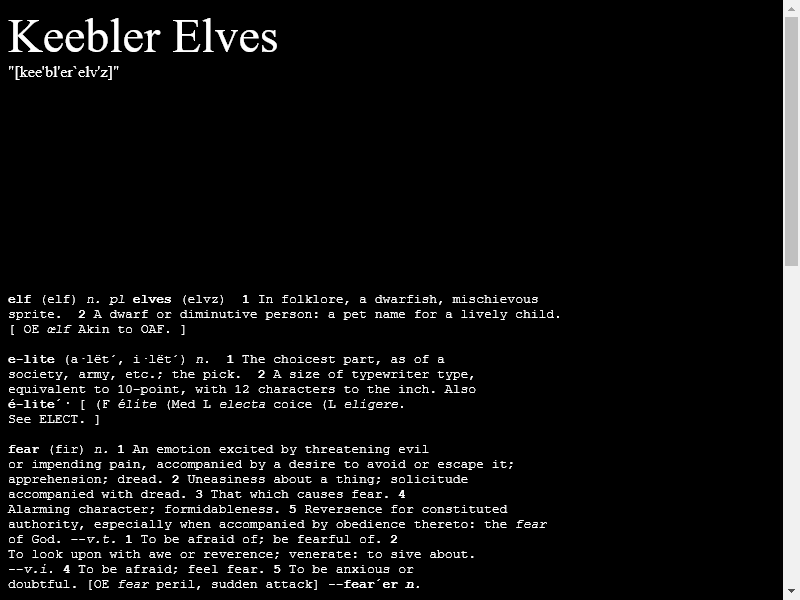 Keebler Elves
"[kee'bl'er`elv'z]"
elf (elf) n. pl elves (elvz)  1 In folklore, a dwarfish, mischievous
sprite.  2 A dwarf or diminutive person: a pet name for a lively child.
[ OE œlf Akin to OAF. ]
e-lite (a·lët´, i·lët´) n.  1 The choicest part, as of a
society, army, etc.; the pick.  2 A size of typewriter type,
equivalent to 10-point, with 12 characters to the inch. Also
é-lite´· [ (F élite (Med L electa coice (L eligere.
See ELECT. ]
fear (fir) n. 1 An emotion excited by threatening evil
or impending pain, accompanied by a desire to avoid or escape it;
apprehension; dread. 2 Uneasiness about a thing; solicitude
accompanied with dread. 3 That which causes fear. 4
Alarming character; formidableness. 5 Reversence for constituted
authority, especially when accompanied by obedience thereto: the fear
of God. --v.t. 1 To be afraid of; be fearful of. 2
To look upon with awe or reverence; venerate: to sive about.
--v.i. 4 To be afraid; feel fear. 5 To be anxious or
doubtful. [OE fear peril, sudden attack] --fear´er n.